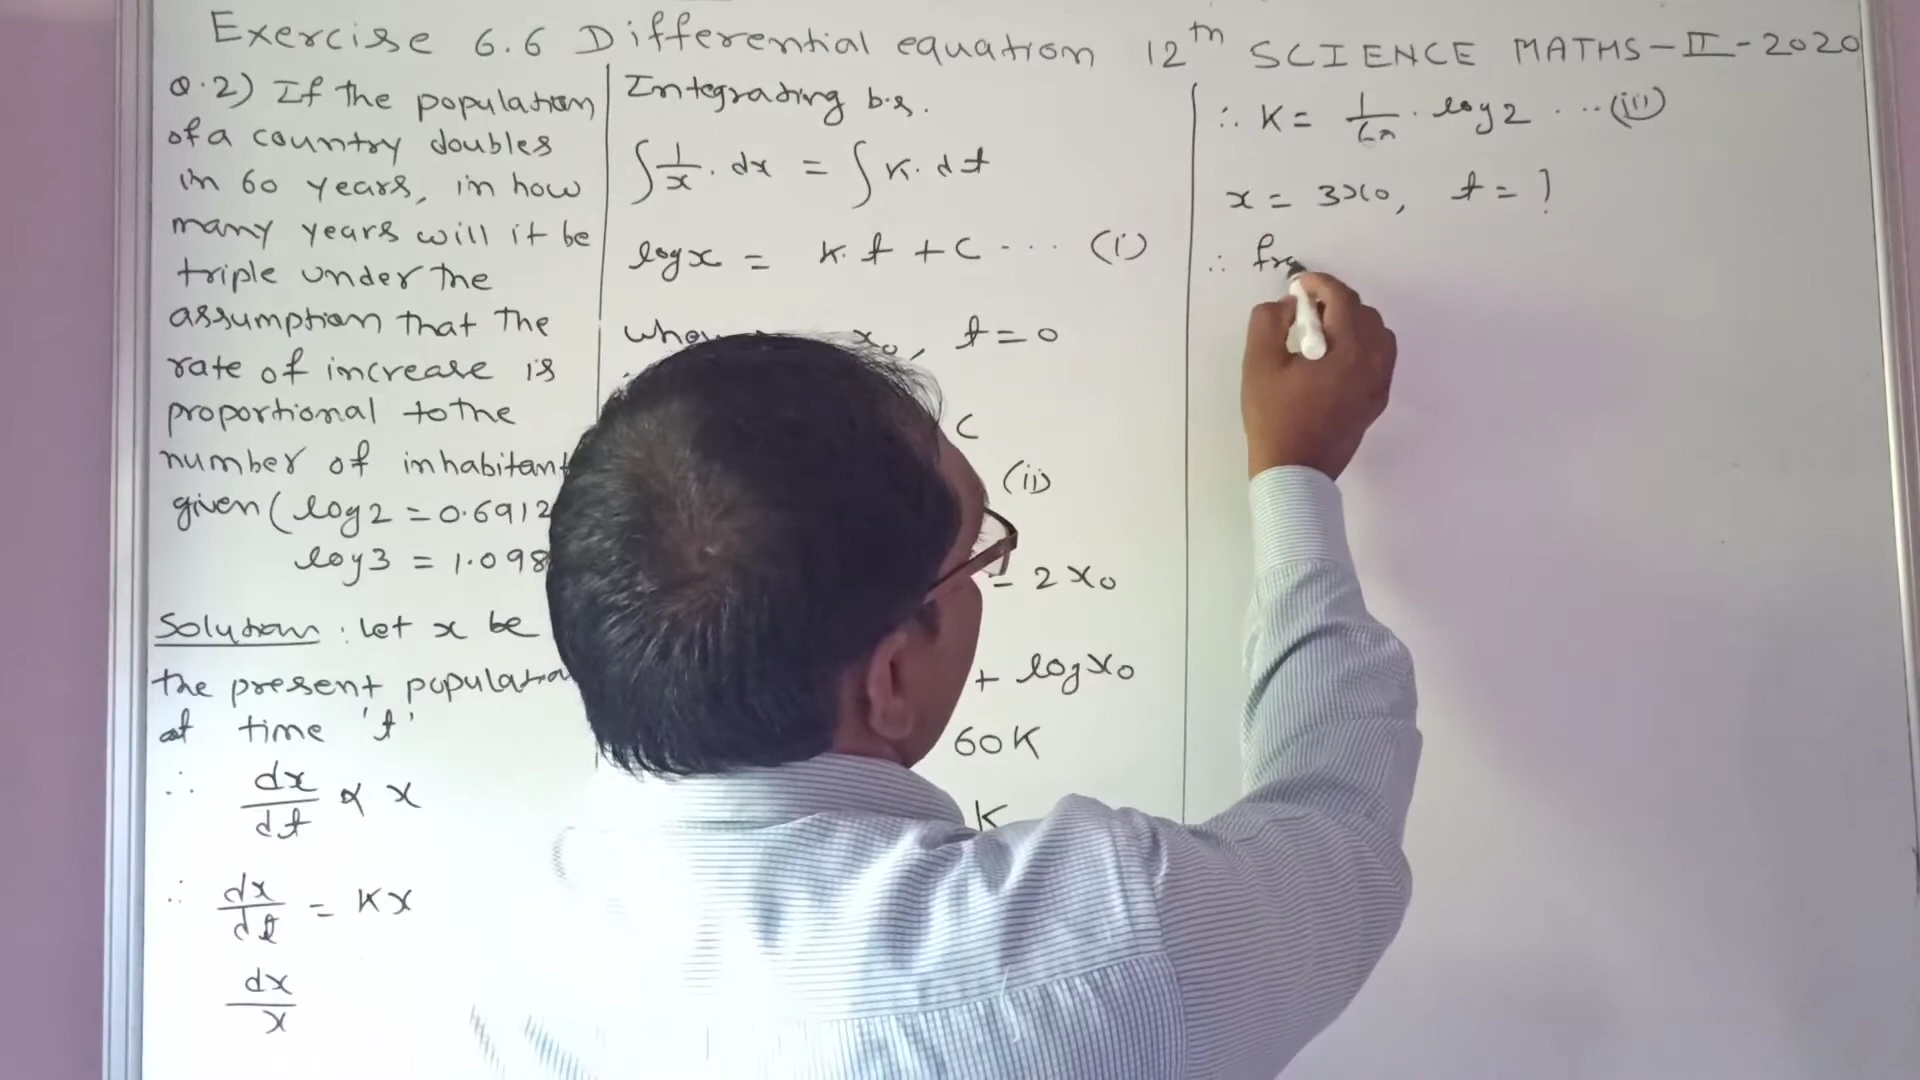 Exercise 6.6 Differential equation 12th SCIENCE MATHS-II-2020
Q.2) If the population
of a country doubles
in 60 years, in how
many years will it be
triple under the
assumption that the
rate of increase is
proportional to the
number of inhabitant
given (log2 = 0.6912
log3 = 1.098
Solution : Let x be
the present population
at time 't'
∴ dx/dt ∝ x
∴ dx/dt = Kx
dx/x
Integrating b.s.
∫ 1/x . dx = ∫ K. dt
log x = K. t + C ... (i)
when x0, t = 0
C
(ii)
= 2x0
+ log x0
60K
K
∴ K = 1/60 . log 2 ... (iii)
x = 3x0, t = ?
∴ fro